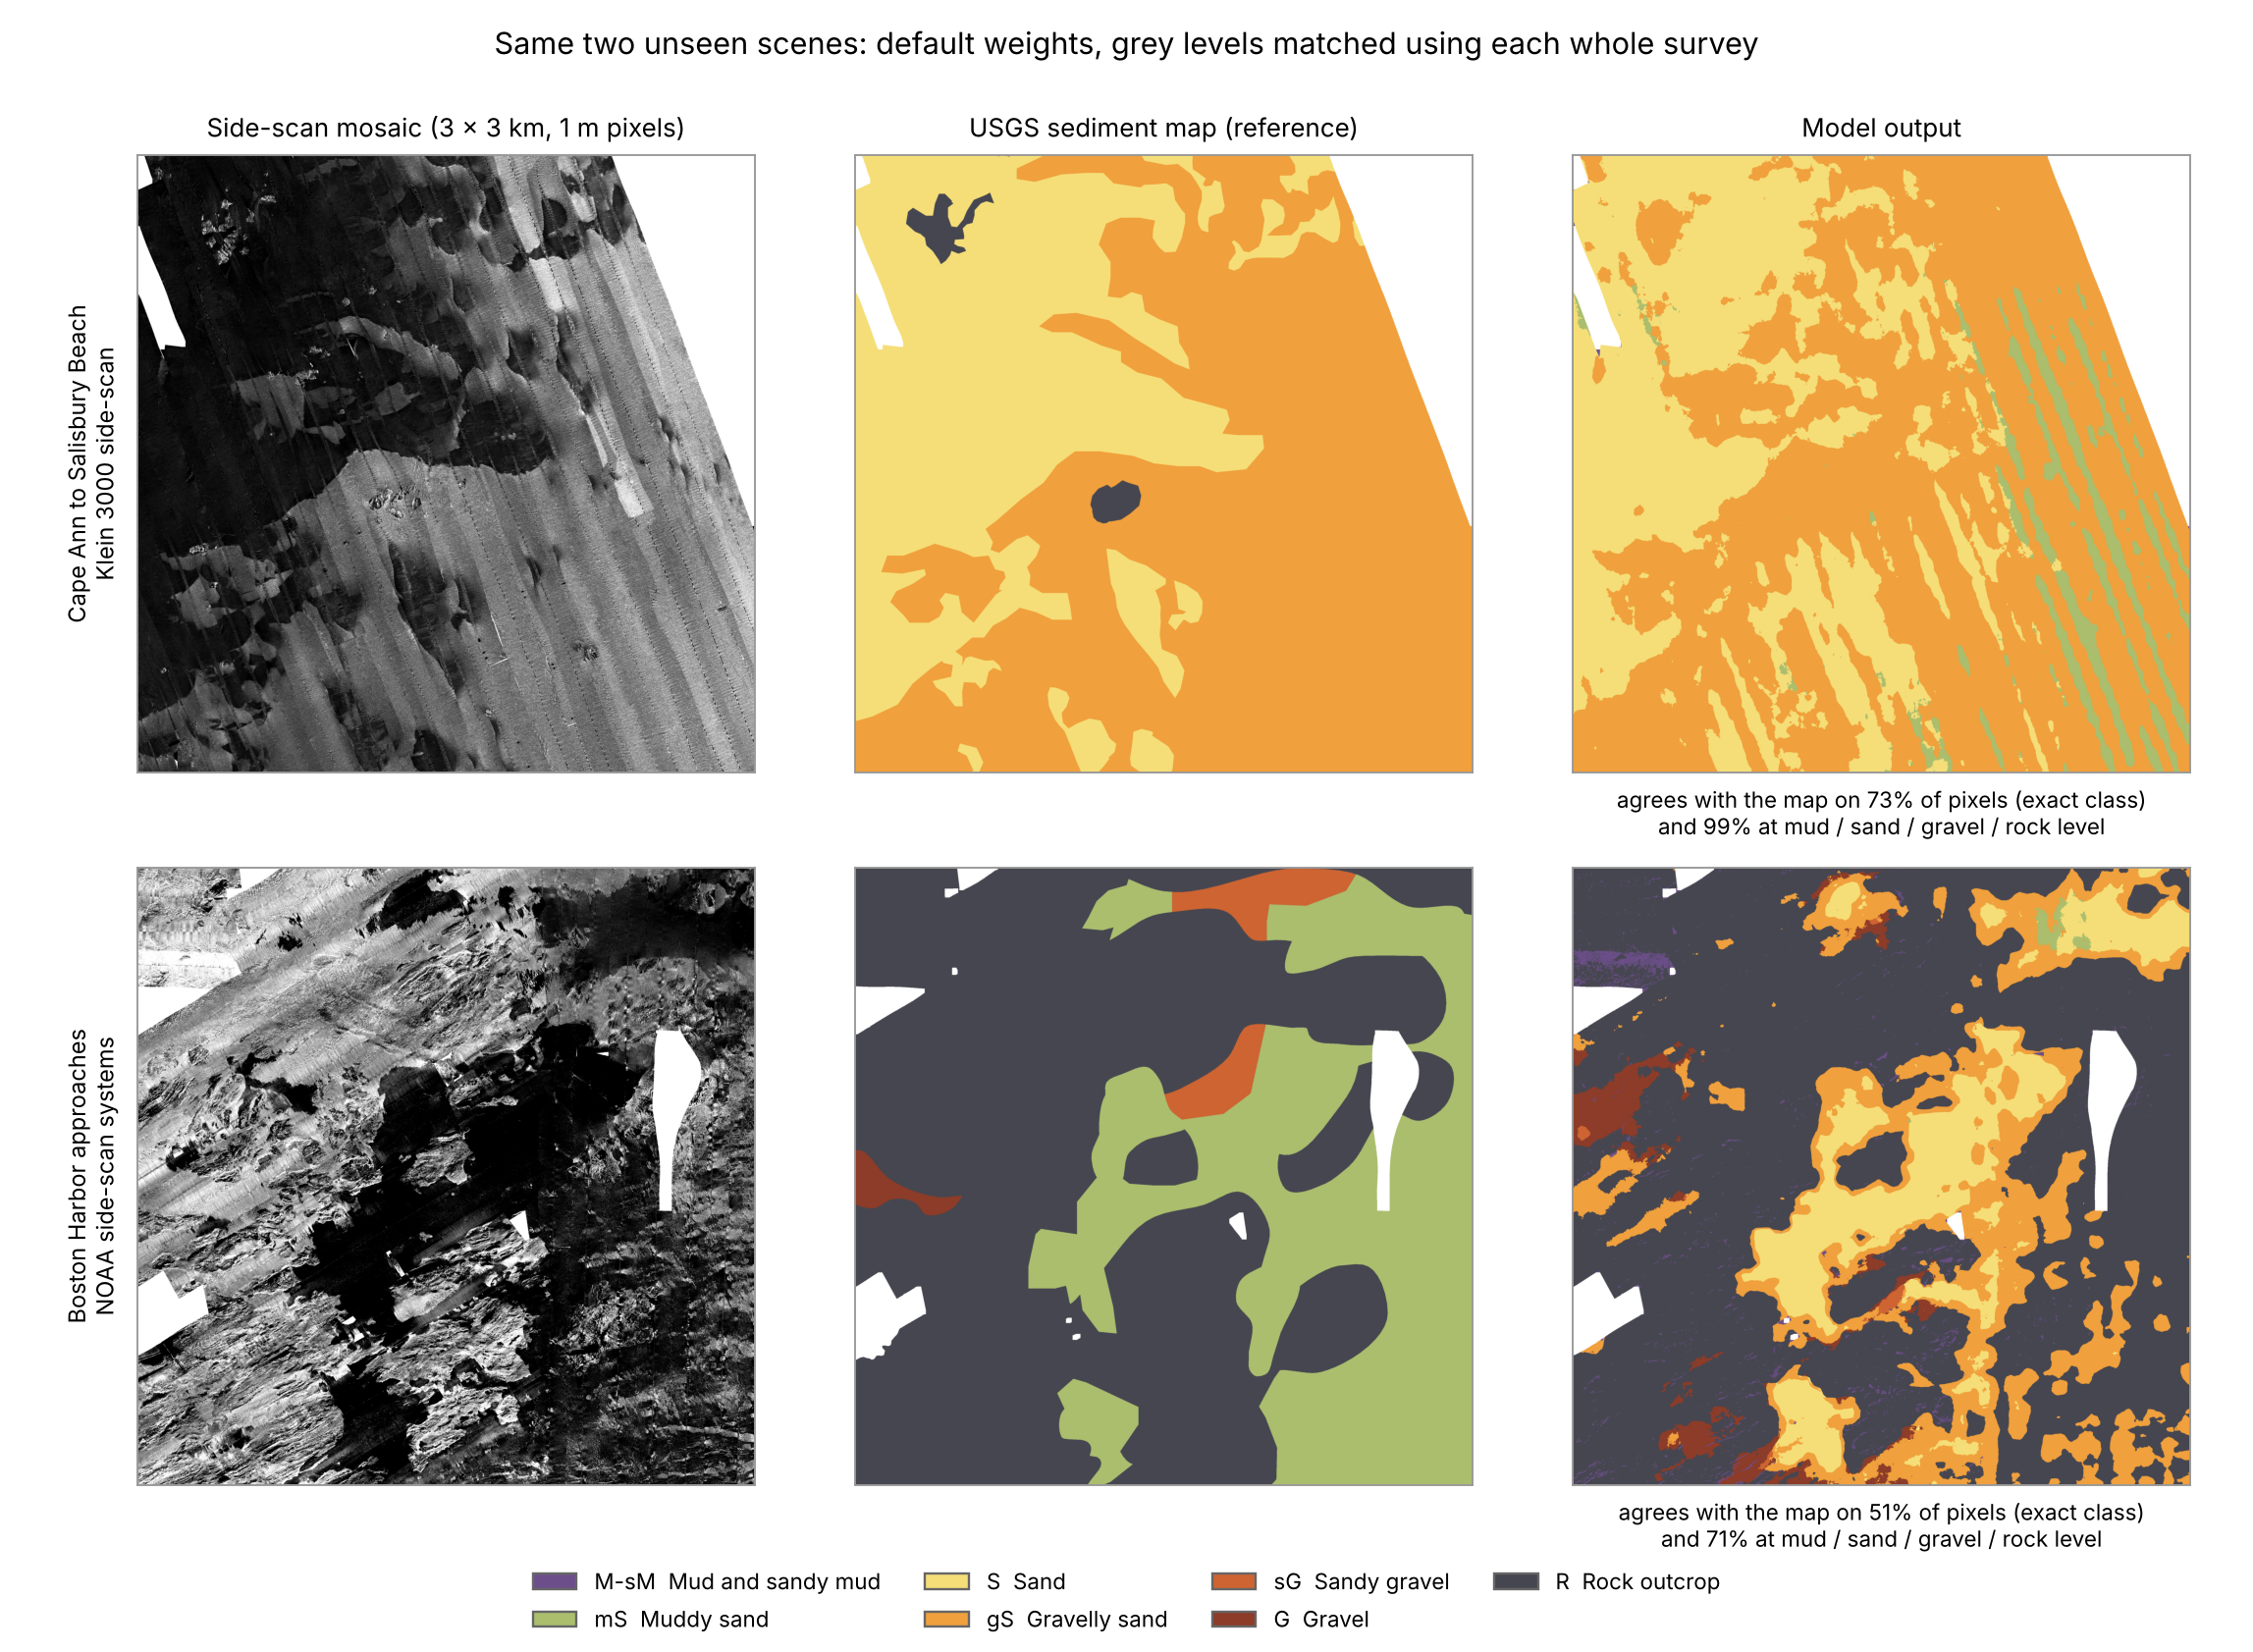 Same two unseen scenes: default weights, grey levels matched using each whole survey
Side-scan mosaic (3 × 3 km, 1 m pixels)
USGS sediment map (reference)
Model output
Cape Ann to Salisbury Beach
Klein 3000 side-scan
agrees with the map on 73% of pixels (exact class)
and 99% at mud / sand / gravel / rock level
Boston Harbor approaches
NOAA side-scan systems
agrees with the map on 51% of pixels (exact class)
and 71% at mud / sand / gravel / rock level
M-sM Mud and sandy mud
mS Muddy sand
S Sand
gS Gravelly sand
sG Sandy gravel
G Gravel
R Rock outcrop